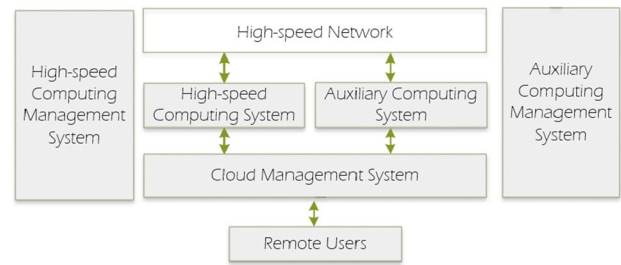 High-speed Network
High-speed
Computing
Management
System
High-speed
Computing System
Auxiliary Computing
System
Auxiliary
Computing
Management
System
Cloud Management System
Remote Users